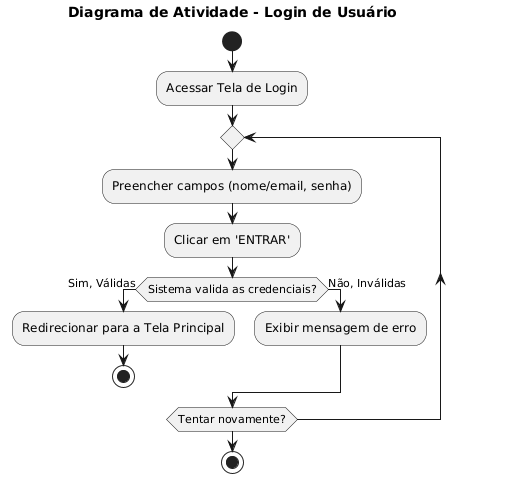 Diagrama de Atividade - Login de Usuário
Acessar Tela de Login
Preencher campos (nome/email, senha)
Clicar em 'ENTRAR'
Sim, Válidas
Sistema valida as credenciais?
Não, Inválidas
Redirecionar para a Tela Principal
Exibir mensagem de erro
Tentar novamente?